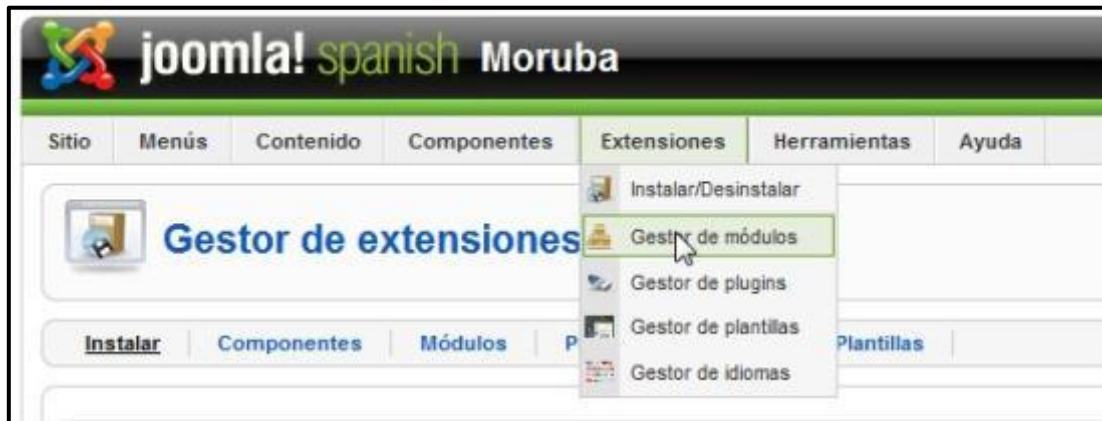 joomla! spanish Moruba
Sitio Menús Contenido Componentes Extensiones Herramientas Ayuda
Instalar/Desinstalar
Gestor de extensiones
Gestor de módulos
Gestor de plugins
Gestor de plantillas
Gestor de idiomas
Instalar Componentes Módulos P Plantillas